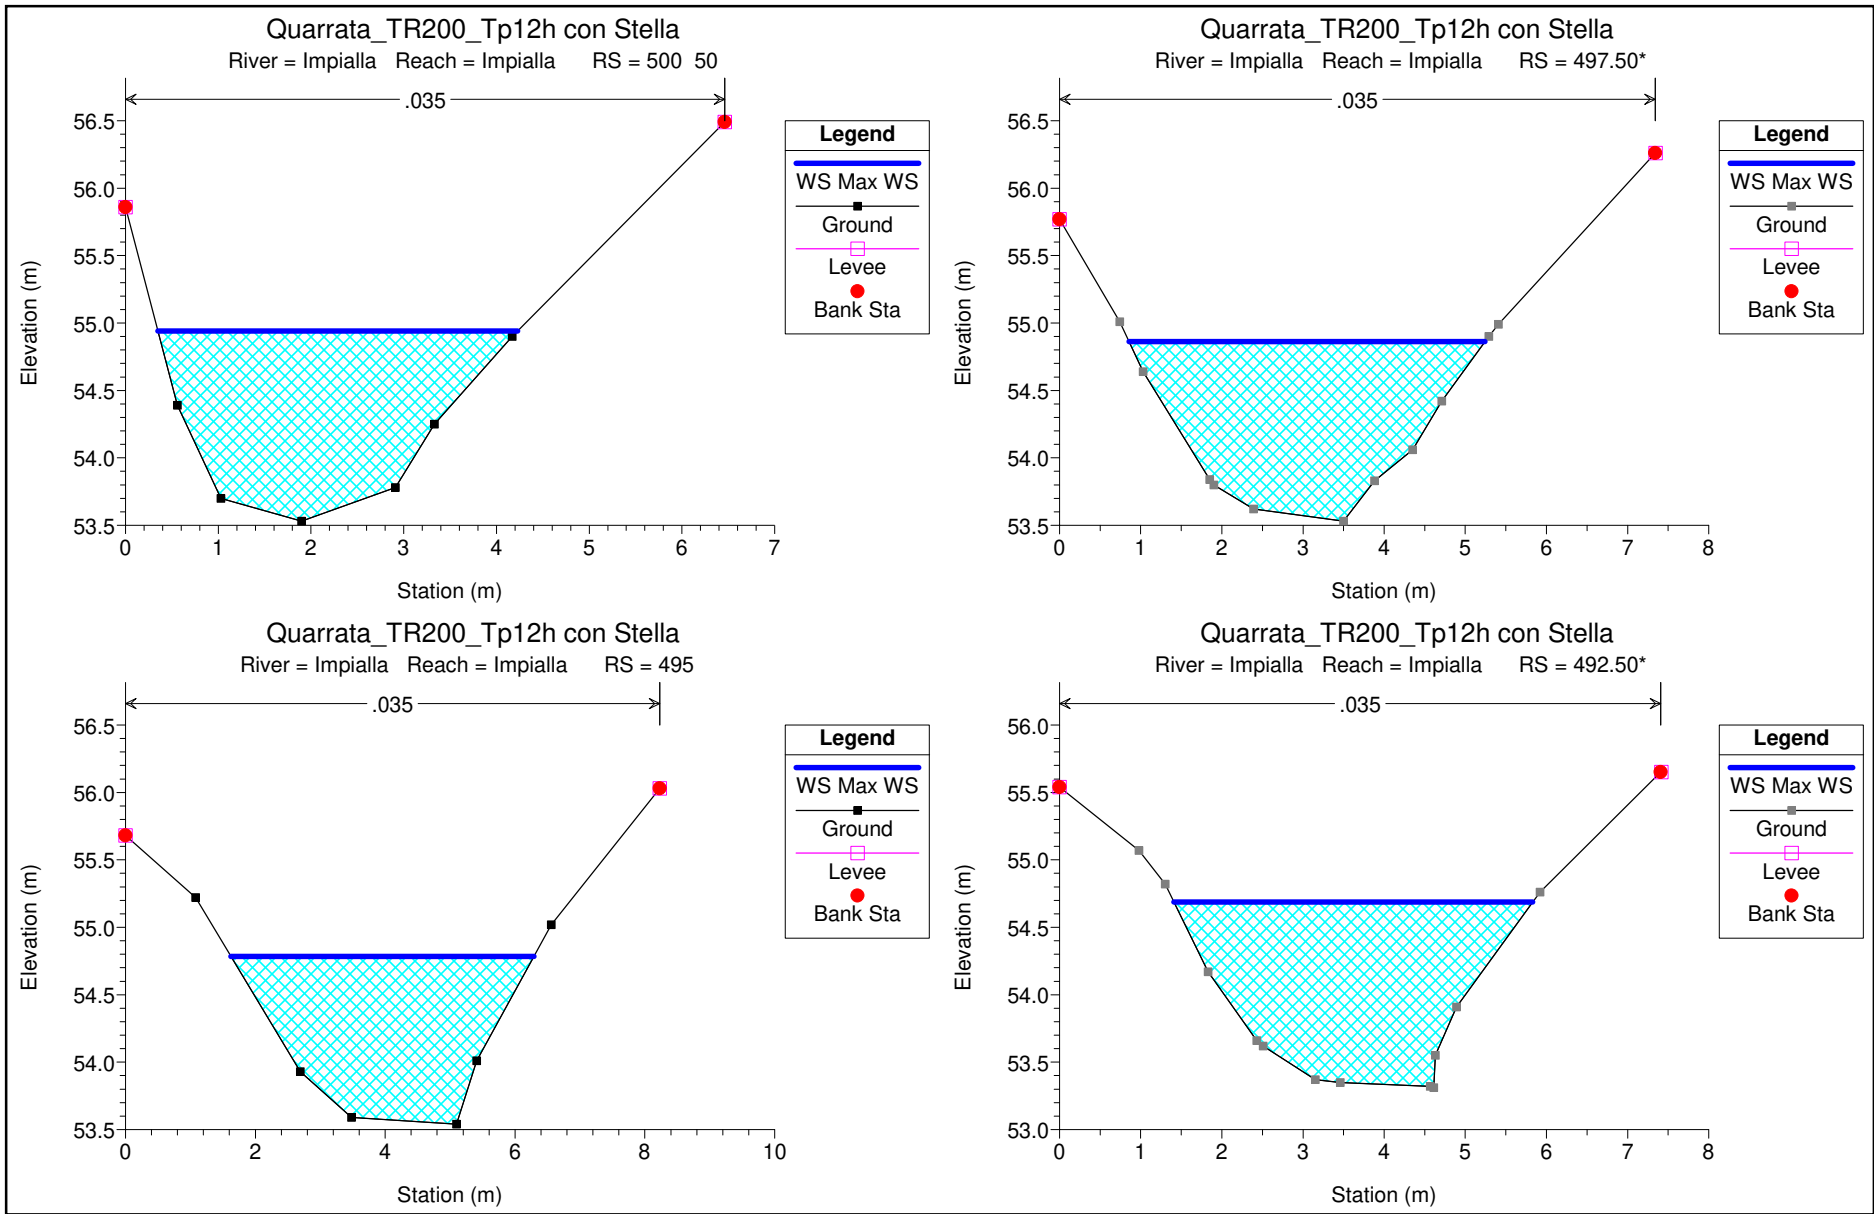 Quarrata_TR200_Tp12h con Stella
River = Impialla Reach = Impialla RS = 500 50
.035
56.5
56.0
55.5
55.0
54.5
54.0
53.5
0 1 2 3 4 5 6 7
Elevation (m)
Station (m)
Legend
WS Max WS
Ground
Levee
Bank Sta
Quarrata_TR200_Tp12h con Stella
River = Impialla Reach = Impialla RS = 497.50*
.035
56.5
56.0
55.5
55.0
54.5
54.0
53.5
0 1 2 3 4 5 6 7 8
Elevation (m)
Station (m)
Legend
WS Max WS
Ground
Levee
Bank Sta
Quarrata_TR200_Tp12h con Stella
River = Impialla Reach = Impialla RS = 495
.035
56.5
56.0
55.5
55.0
54.5
54.0
53.5
0 2 4 6 8 10
Elevation (m)
Station (m)
Legend
WS Max WS
Ground
Levee
Bank Sta
Quarrata_TR200_Tp12h con Stella
River = Impialla Reach = Impialla RS = 492.50*
.035
56.0
55.5
55.0
54.5
54.0
53.5
53.0
0 1 2 3 4 5 6 7 8
Elevation (m)
Station (m)
Legend
WS Max WS
Ground
Levee
Bank Sta